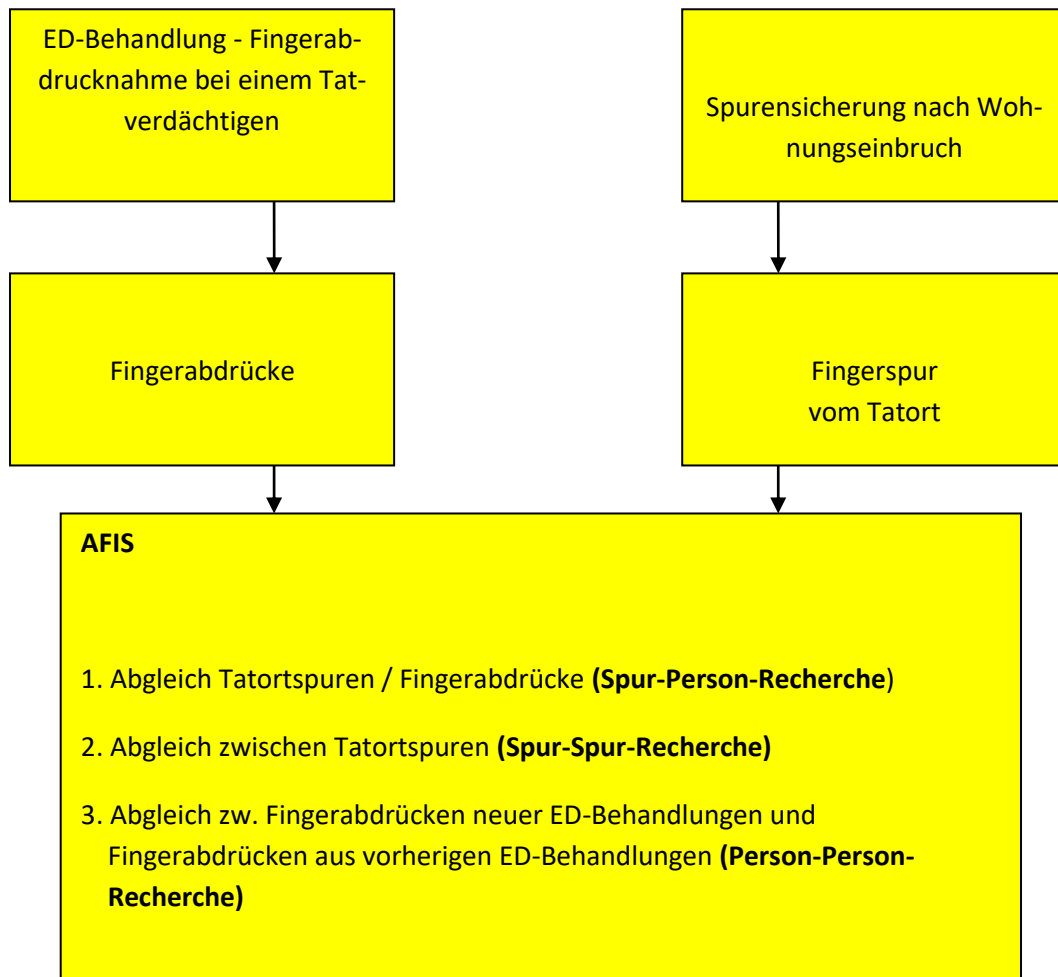 ED-Behandlung - Fingerab-
drucknahme bei einem Tat-
verdächtigen
Spurensicherung nach Woh-
nungseinbruch
Fingerabdrücke
Fingerspur
vom Tatort
AFIS
1. Abgleich Tatortspuren / Fingerabdrücke (Spur-Person-Recherche)
2. Abgleich zwischen Tatortspuren (Spur-Spur-Recherche)
3. Abgleich zw. Fingerabdrücken neuer ED-Behandlungen und
Fingerabdrücken aus vorherigen ED-Behandlungen (Person-Person-
Recherche)